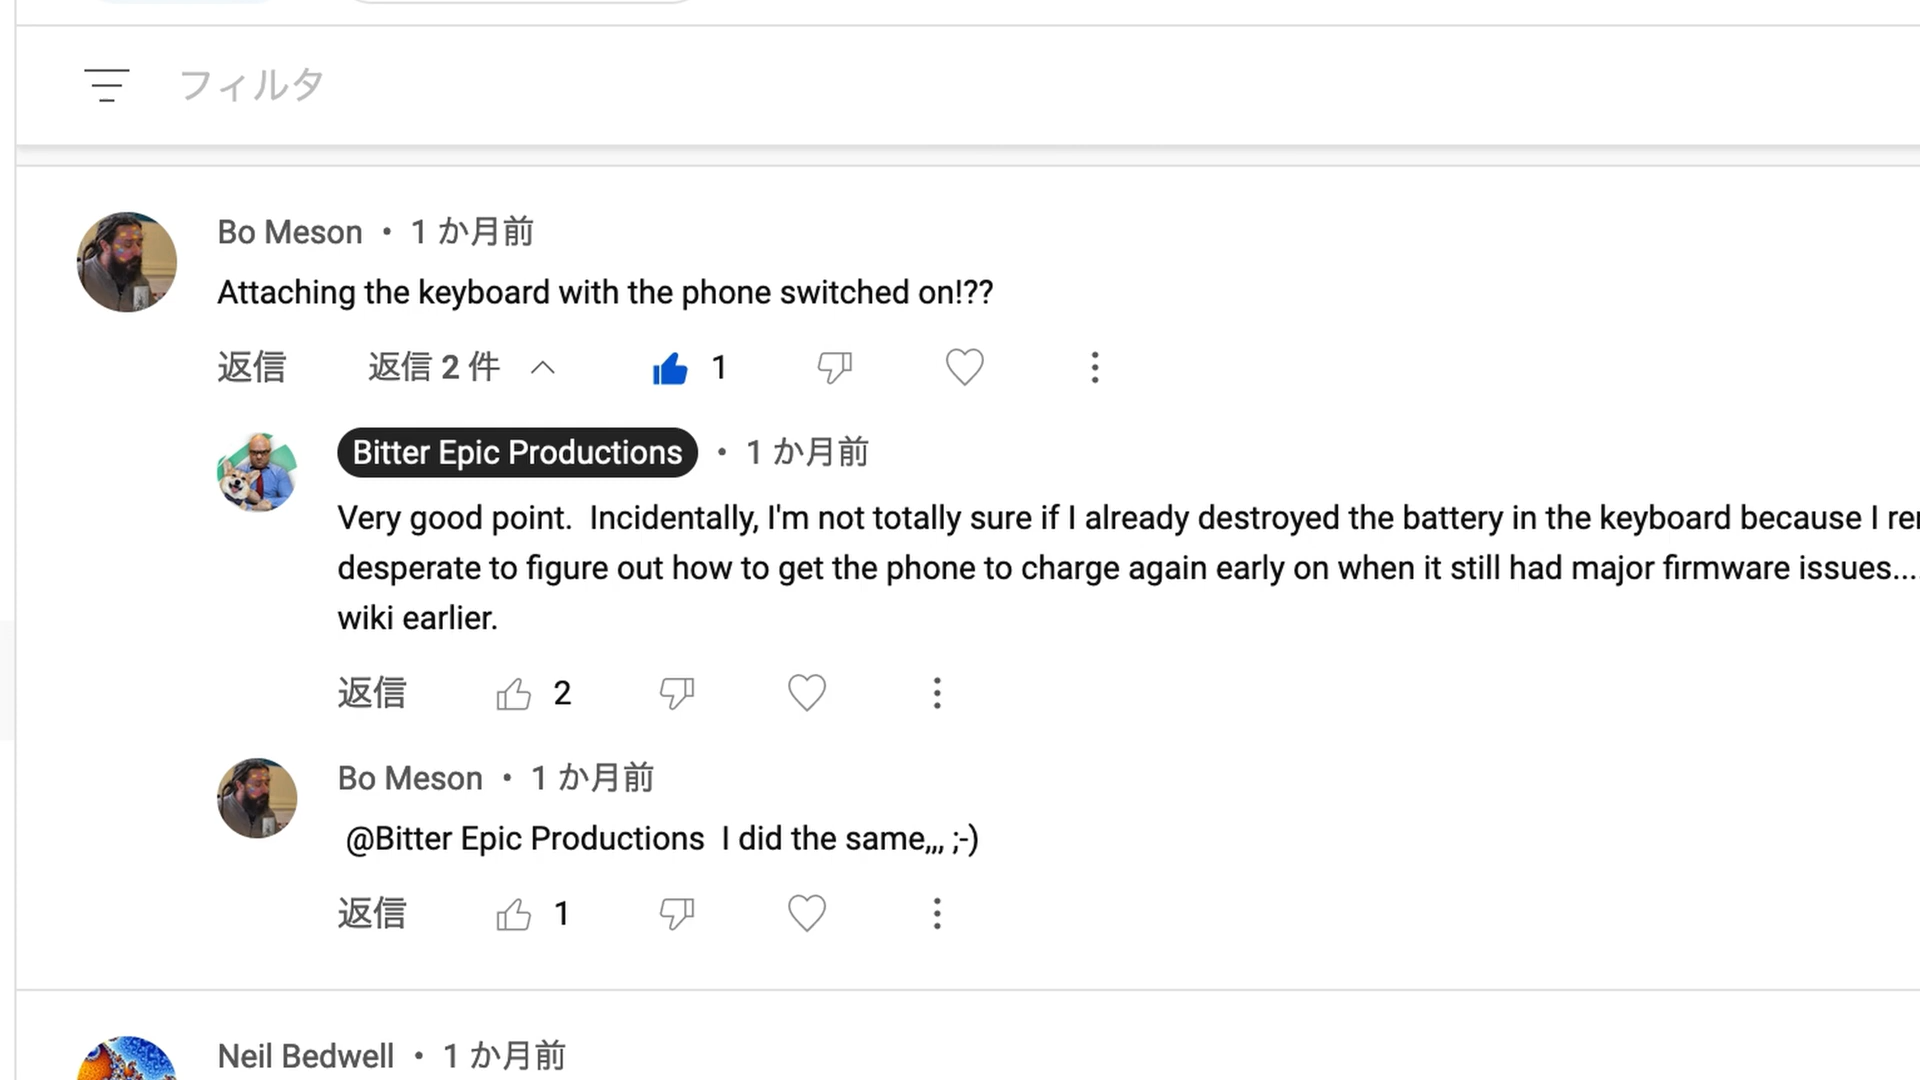 フィルタ
Bo Meson • 1 か月前
Attaching the keyboard with the phone switched on!??
返信 返信 2 件 1
Bitter Epic Productions • 1 か月前
Very good point. Incidentally, I'm not totally sure if I already destroyed the battery in the keyboard because I
desperate to figure out how to get the phone to charge again early on when it still had major firmware issues....
wiki earlier.
返信 2
Bo Meson • 1 か月前
@Bitter Epic Productions I did the same,,, ;-)
返信 1
Neil Bedwell • 1 か月前